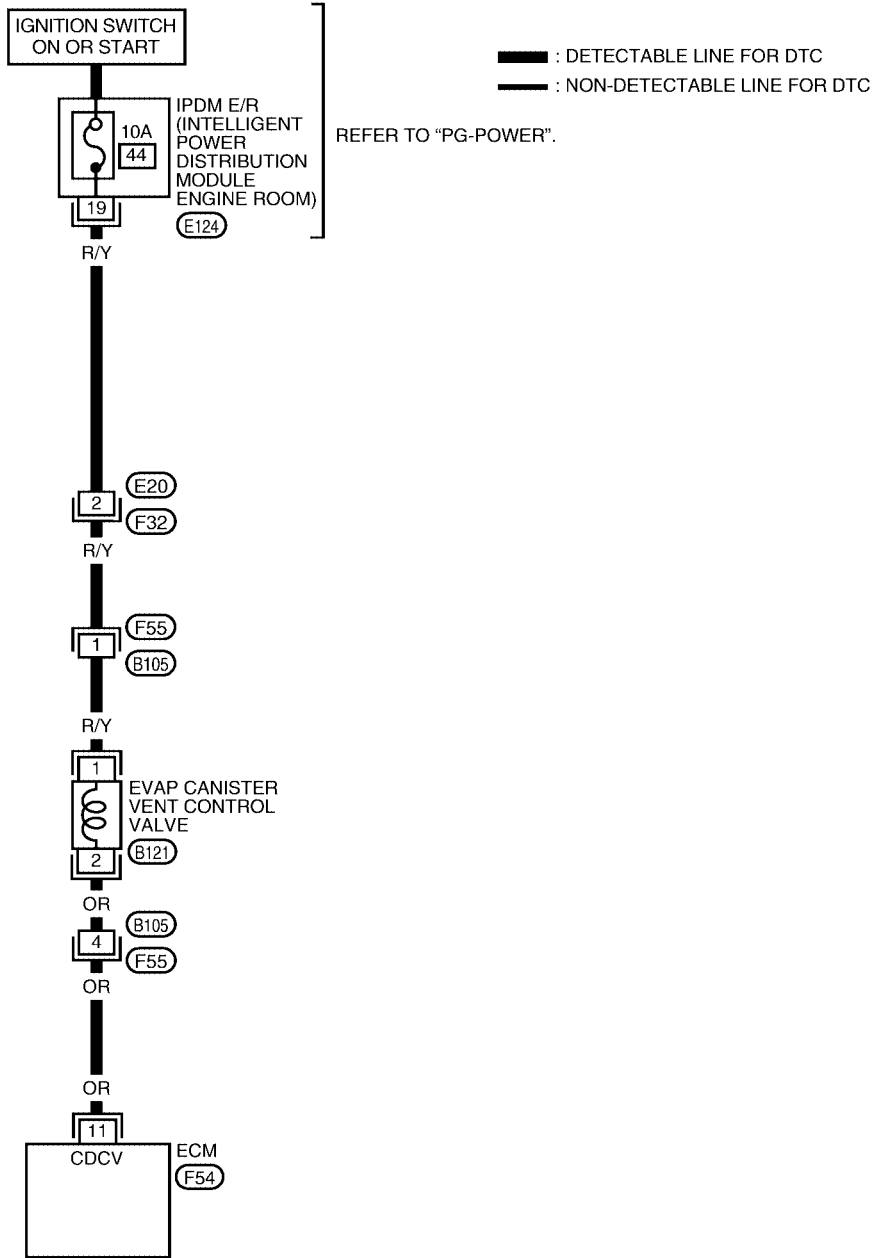 IGNITION SWITCH
ON OR START
: DETECTABLE LINE FOR DTC
: NON-DETECTABLE LINE FOR DTC
10A
44
IPDM E/R
(INTELLIGENT
POWER
DISTRIBUTION
MODULE
ENGINE ROOM)
REFER TO “PG-POWER”.
19
E124
R/Y
E20
2
F32
R/Y
F55
1
B105
R/Y
1
EVAP CANISTER
VENT CONTROL
VALVE
B121
2
OR
B105
4
F55
OR
OR
11
CDCV
ECM
F54